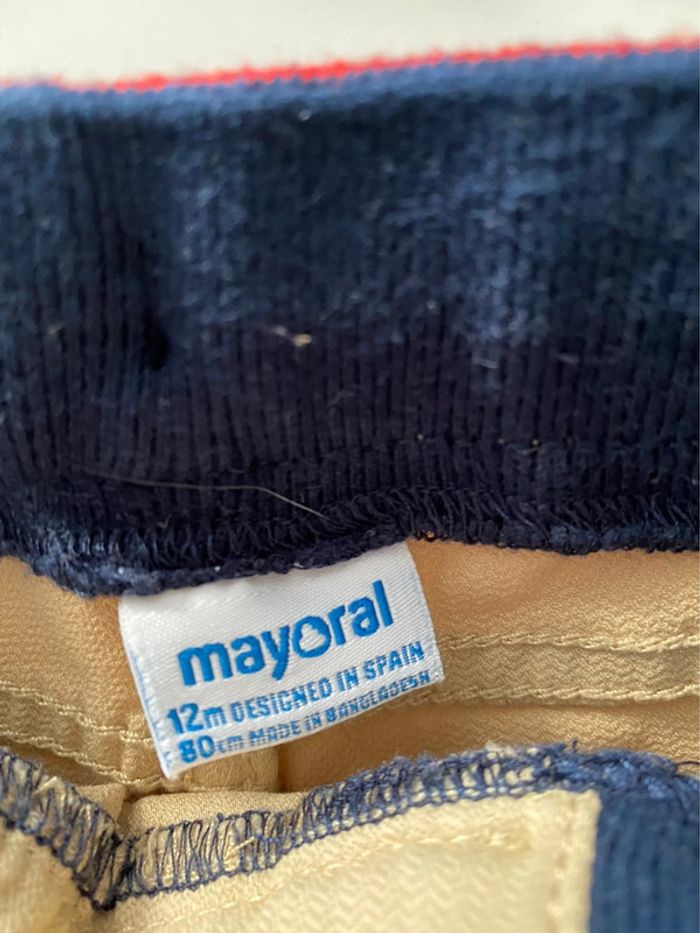 mayoral
12m DESIGNED IN SPAIN
80cm MADE IN BANGLADESH